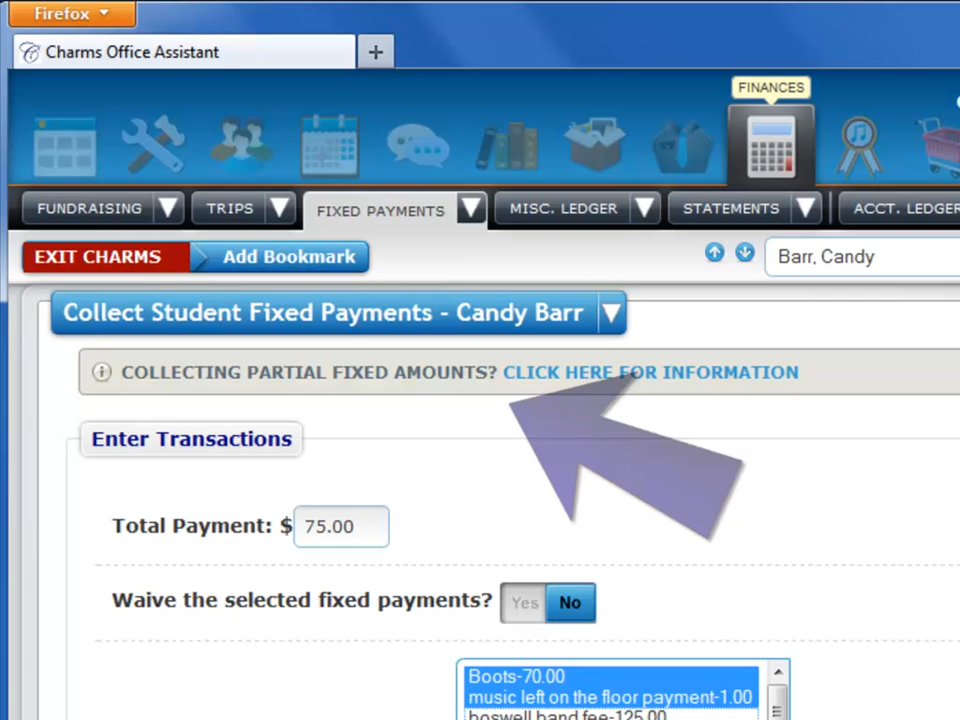 Firefox
Charms Office Assistant
+
FINANCES
FUNDRAISING
TRIPS
FIXED PAYMENTS
MISC. LEDGER
STATEMENTS
ACCT. LEDGER
EXIT CHARMS
Add Bookmark
Barr, Candy
Collect Student Fixed Payments - Candy Barr
COLLECTING PARTIAL FIXED AMOUNTS? CLICK HERE FOR INFORMATION
Enter Transactions
Total Payment: $ 75.00
Waive the selected fixed payments? Yes No
Boots-70.00
music left on the floor payment-1.00
boswell band fee-125.00